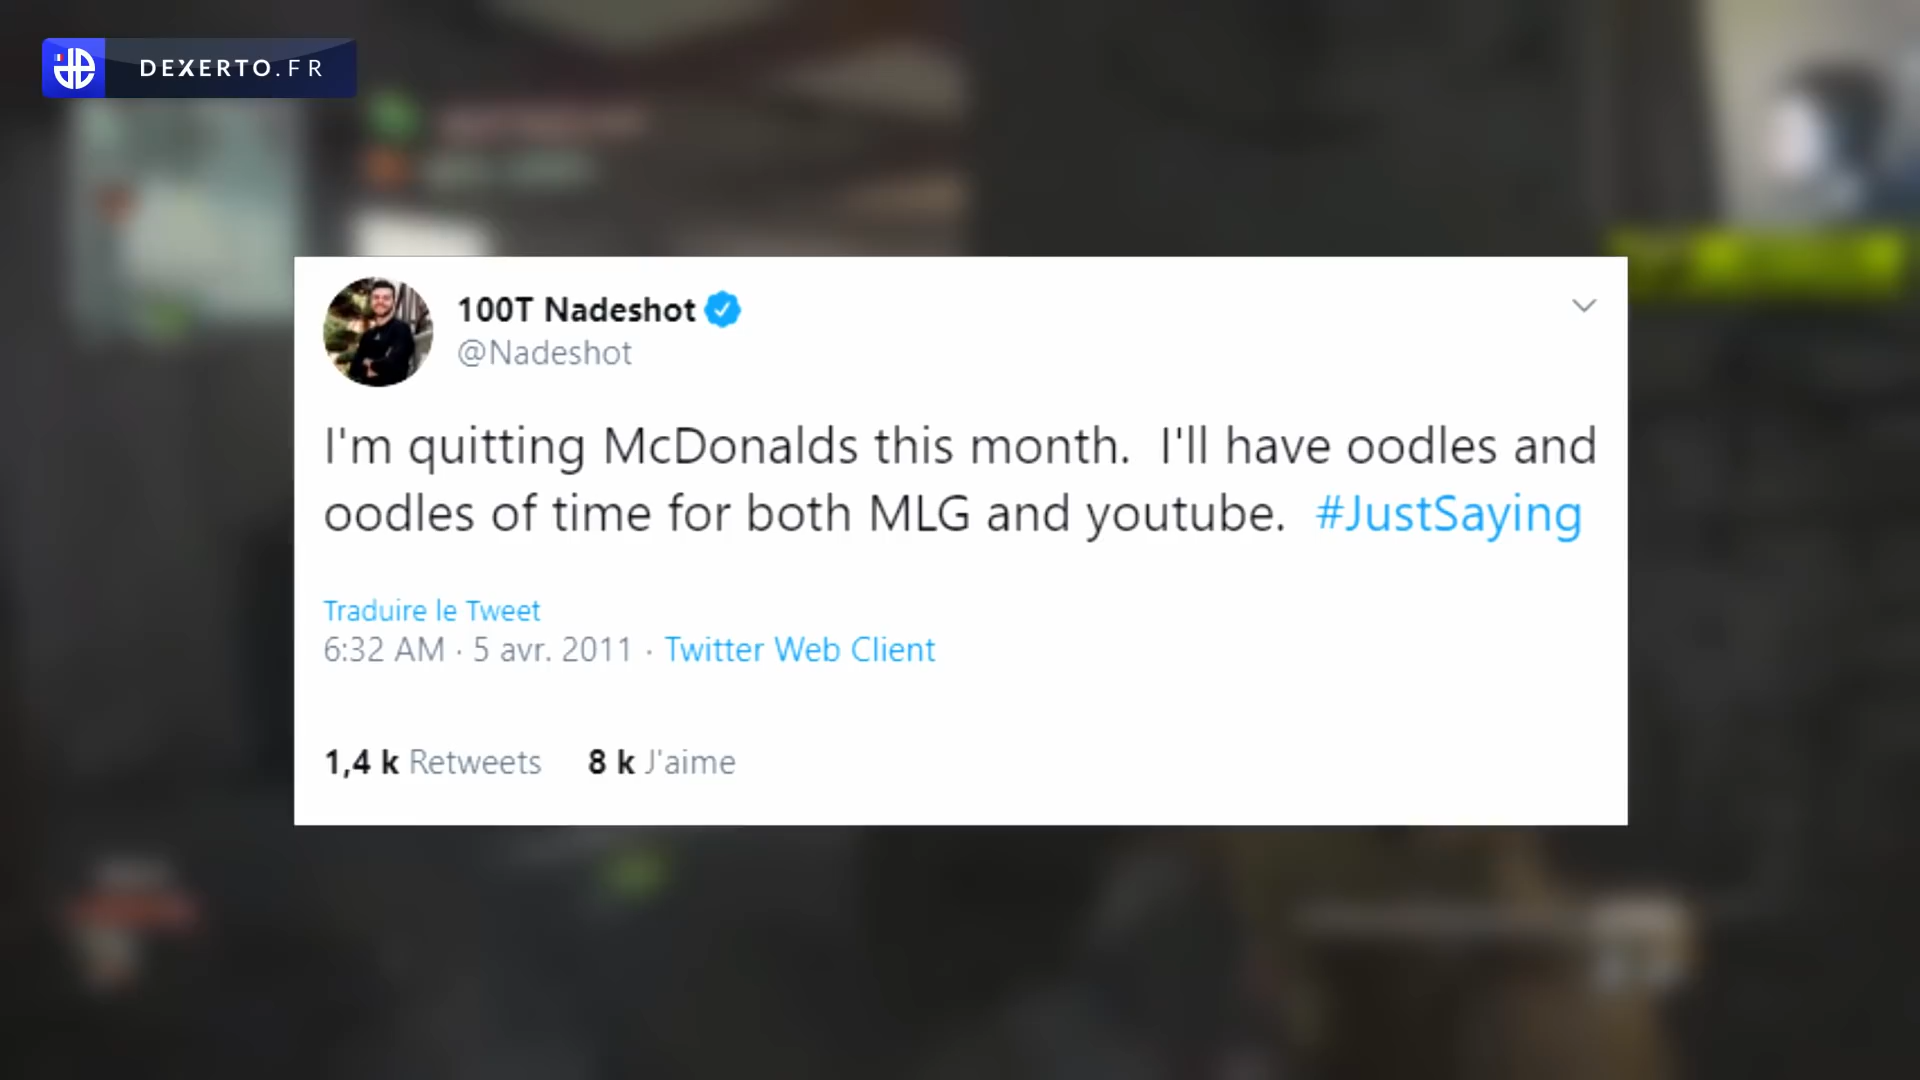 DEXERTO.FR
100T Nadeshot
@Nadeshot
I'm quitting McDonalds this month.  I'll have oodles and
oodles of time for both MLG and youtube.  #JustSaying
Traduire le Tweet
6:32 AM · 5 avr. 2011 · Twitter Web Client
1,4 k Retweets 8 k J'aime